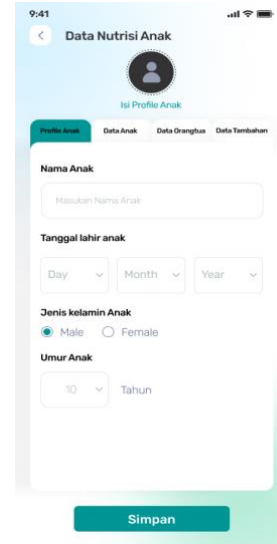 9:41
Data Nutrisi Anak
Isi Profile Anak
Profile Anak Data Anak Data Orangtua Data Tambahan
Nama Anak
Masukan Nama Anak
Tanggal lahir anak
Day Month Year
Jenis kelamin Anak
Male Female
Umur Anak
10 Tahun
Simpan